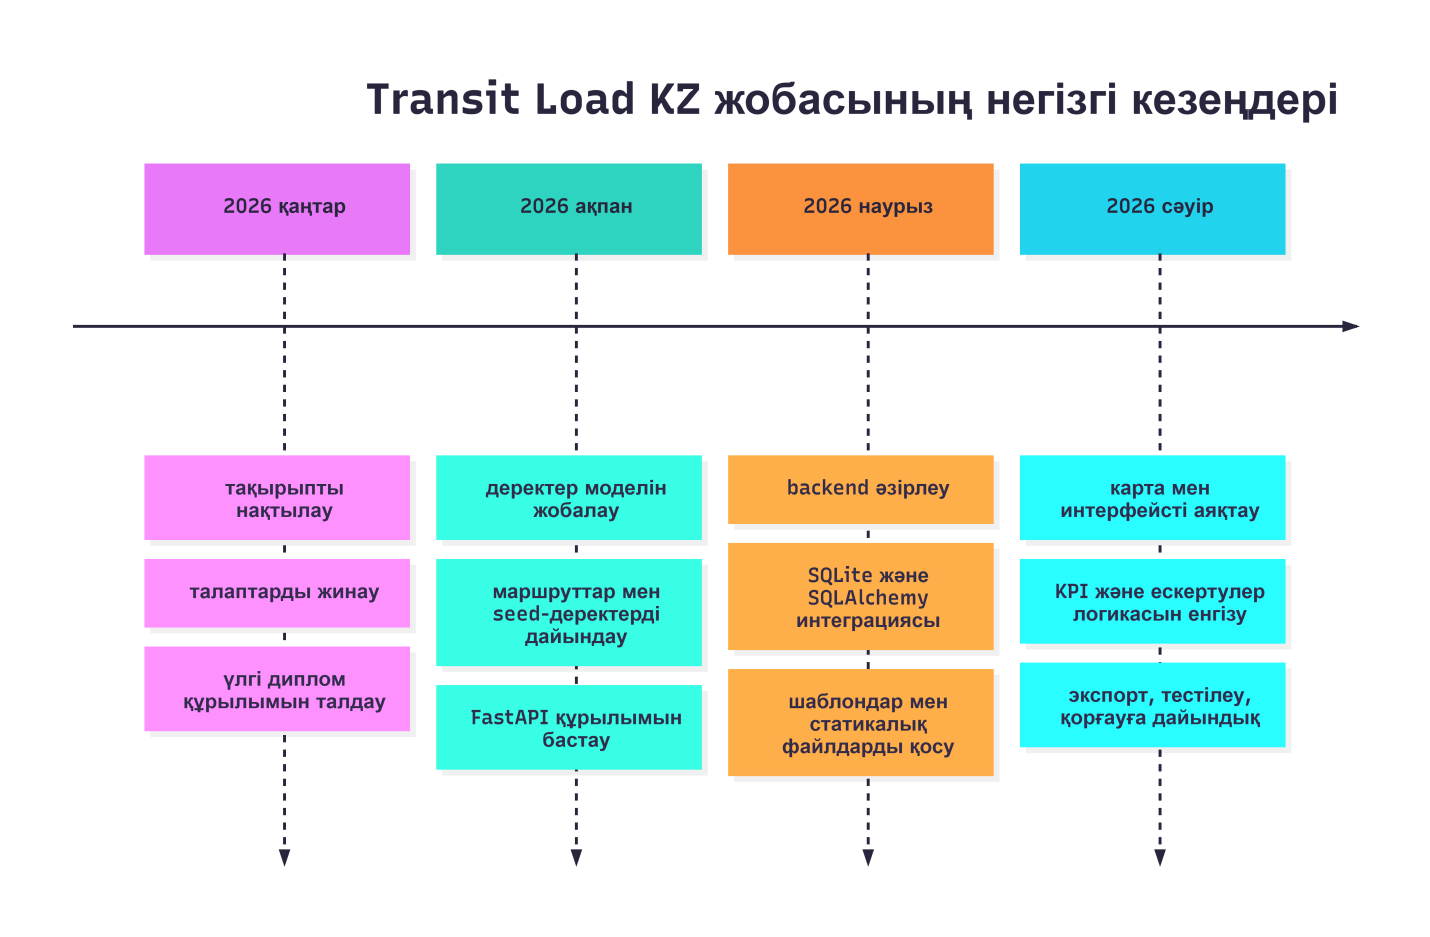 Transit Load KZ жобасының негізгі кезеңдері
2026 қаңтар
2026 ақпан
2026 наурыз
2026 сәуір
тақырыпты
нақтылау
талаптарды жинау
үлгі диплом
құрылымын талдау
деректер моделін
жобалау
маршруттар мен
seed-деректерді
дайындау
FastAPI құрылымын
бастау
backend әзірлеу
SQLite және
SQLAlchemy
интеграциясы
шаблондар мен
статикалық
файлдарды қосу
карта мен
интерфейсті аяқтау
KPI және ескертулер
логикасын енгізу
экспорт, тестілеу,
қорғауға дайындық